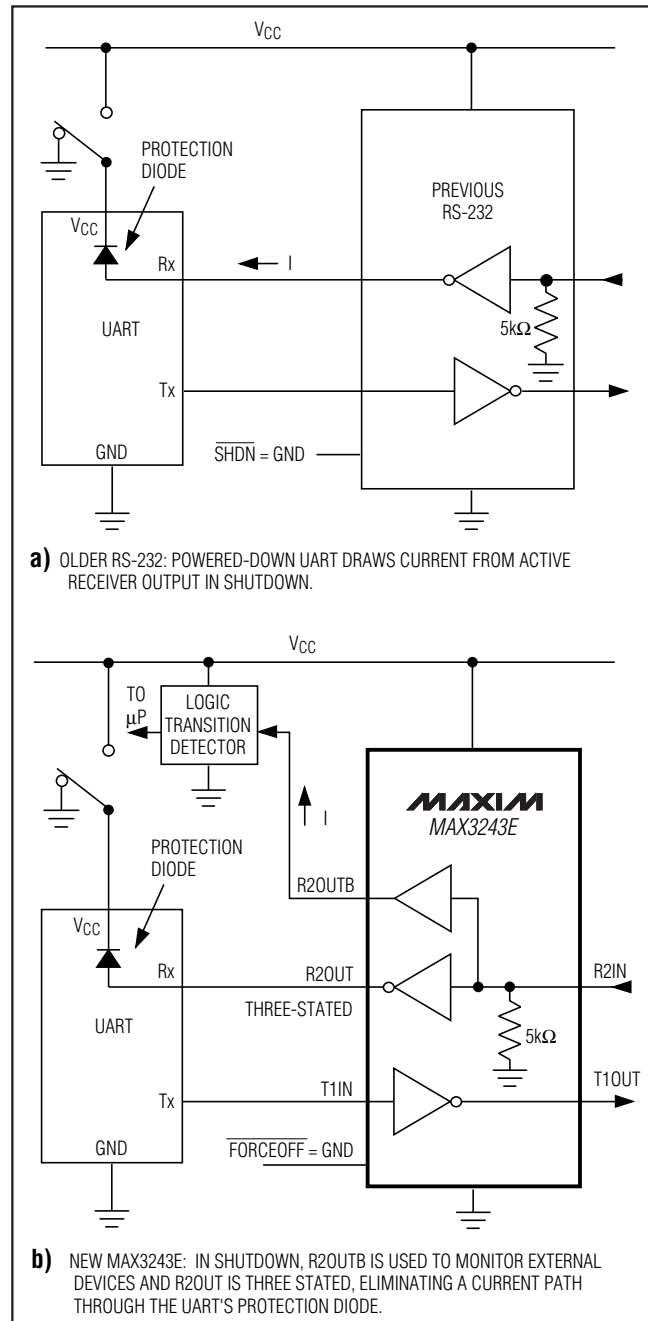 VCC
PROTECTION
DIODE
PREVIOUS
RS-232
VCC
Rx
I
UART
5kΩ
Tx
GND
SHDN = GND
a) OLDER RS-232: POWERED-DOWN UART DRAWS CURRENT FROM ACTIVE
RECEIVER OUTPUT IN SHUTDOWN.
VCC
TO
µP
LOGIC
TRANSITION
DETECTOR
MAXIM
MAX3243E
I
PROTECTION
DIODE
R2OUTB
VCC
Rx
R2OUT
R2IN
THREE-STATED
UART
5kΩ
T1OUT
Tx
T1IN
GND
FORCEOFF = GND
b) NEW MAX3243E: IN SHUTDOWN, R2OUTB IS USED TO MONITOR EXTERNAL
DEVICES AND R2OUT IS THREE STATED, ELIMINATING A CURRENT PATH
THROUGH THE UART'S PROTECTION DIODE.